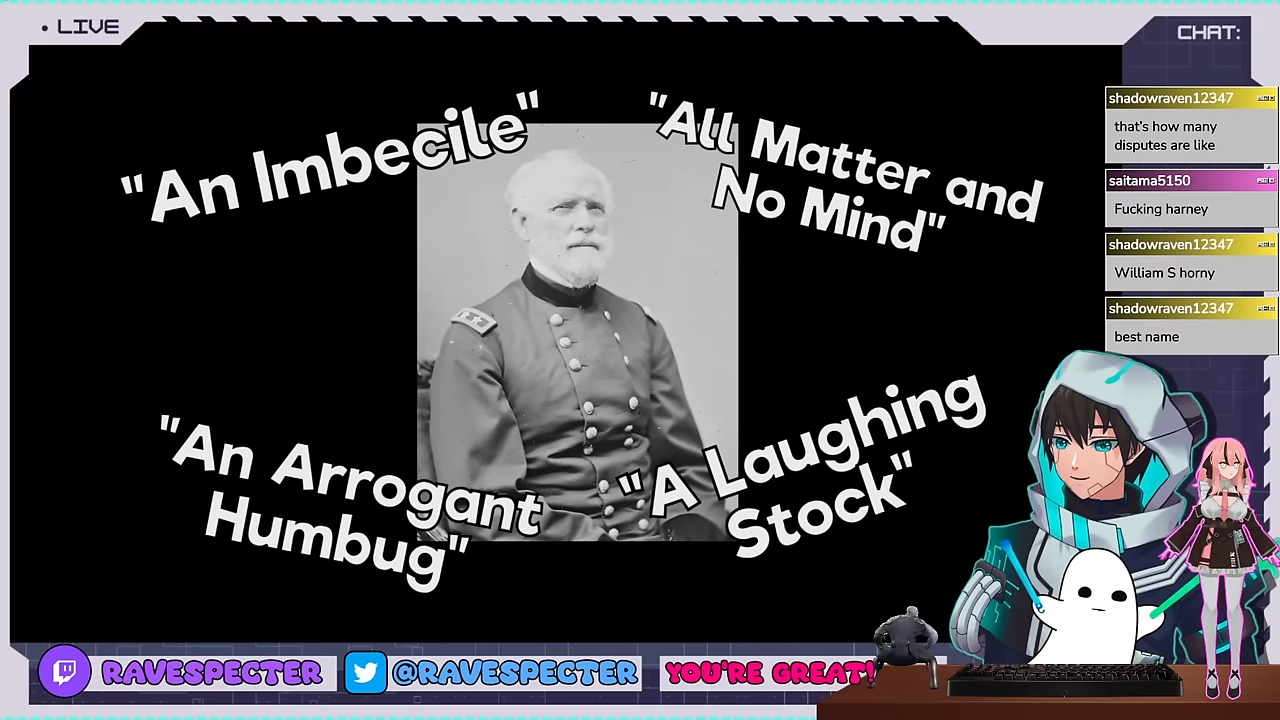 • LIVE
CHAT:
"An Imbecile"
"All Matter and
No Mind"
"An Arrogant
Humbug"
"A Laughing
Stock"
shadowraven12347
that's how many
disputes are like
saitama5150
Fucking harney
shadowraven12347
William S horny
shadowraven12347
best name
RAVESPECTER
@RAVESPECTER
YOU'RE GREAT!